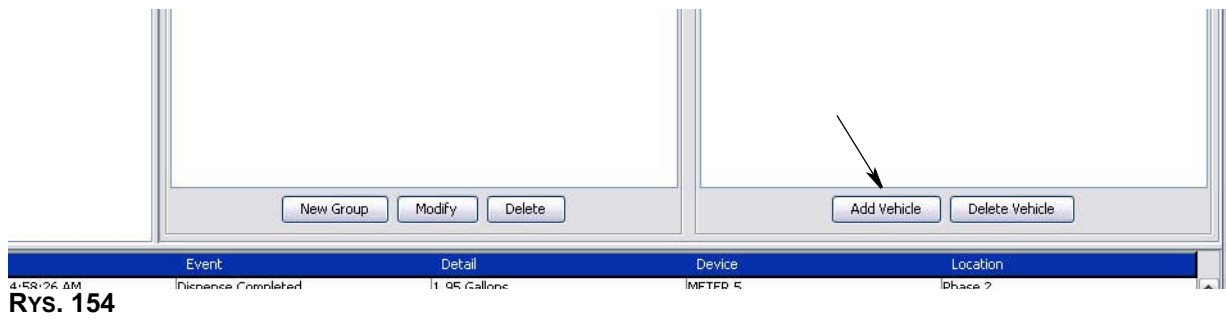 New Group Modify Delete Add Vehicle Delete Vehicle
Event Detail Device Location
4:58:26 AM Dispense Completed 1.95 Gallons METER 5 Phase 2
RYS. 154